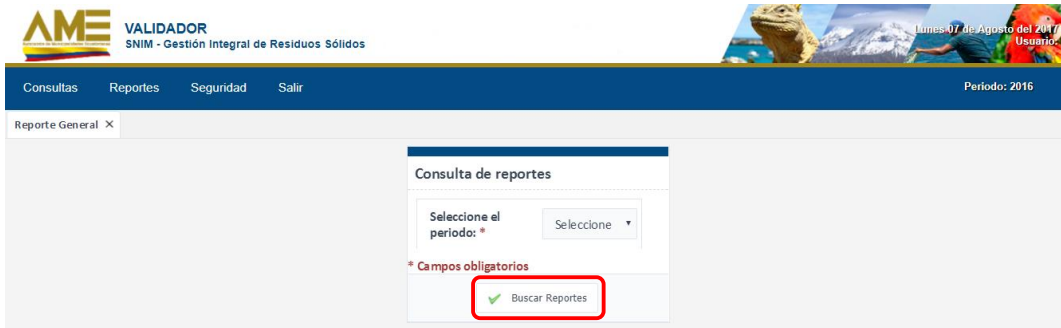 AME
VALIDADOR
SNIM - Gestión Integral de Residuos Sólidos
Lunes 07 de Agosto del 2017
Usuario:
Consultas Reportes Seguridad Salir Periodo: 2016
Reporte General ×
Consulta de reportes
Seleccione el
periodo: * Seleccione
* Campos obligatorios
Buscar Reportes